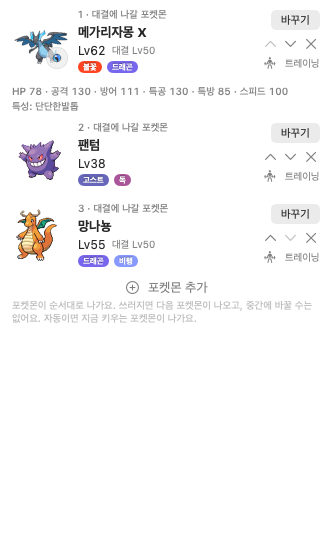 1 · 대결에 나갈 포켓몬
바꾸기
메가리자몽 X
Lv62 대결 Lv50
불꽃 드래곤
트레이닝
HP 78 · 공격 130 · 방어 111 · 특공 130 · 특방 85 · 스피드 100
특성: 단단한발톱
2 · 대결에 나갈 포켓몬
바꾸기
팬텀
Lv38
고스트 독
트레이닝
3 · 대결에 나갈 포켓몬
바꾸기
망나뇽
Lv55 대결 Lv50
드래곤 비행
트레이닝
포켓몬 추가
포켓몬이 순서대로 나가요. 쓰러지면 다음 포켓몬이 나오고, 중간에 바꿀 수는
없어요. 자동이면 지금 키우는 포켓몬이 나가요.